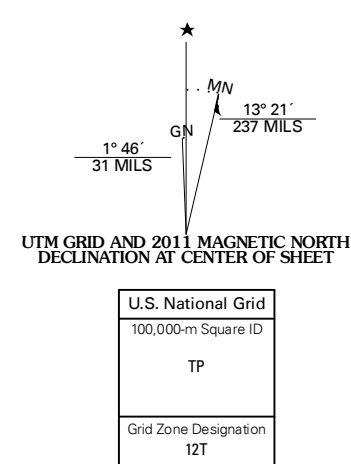 MN
GN
13° 21´
237 MILS
1° 46´
31 MILS
UTM GRID AND 2011 MAGNETIC NORTH
DECLINATION AT CENTER OF SHEET
U.S. National Grid
100,000-m Square ID
TP
Grid Zone Designation
12T